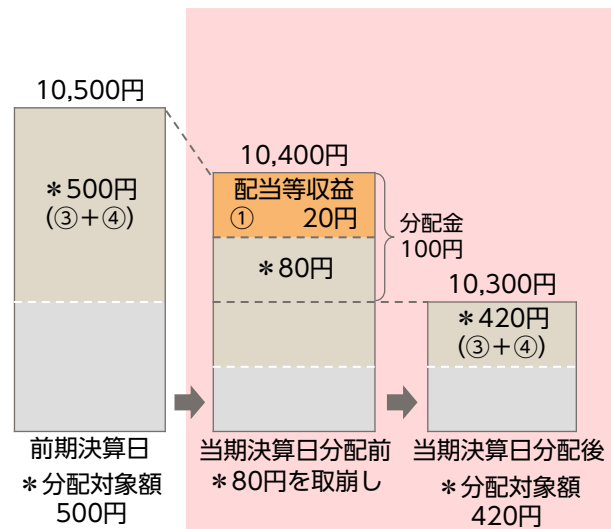 10,500円
＊500円
(③＋④)
前期決算日
＊分配対象額
500円
10,400円
配当等収益
① 20円
＊80円
分配金
100円
当期決算日分配前
＊80円を取崩し
10,300円
＊420円
(③＋④)
当期決算日分配後
＊分配対象額
420円